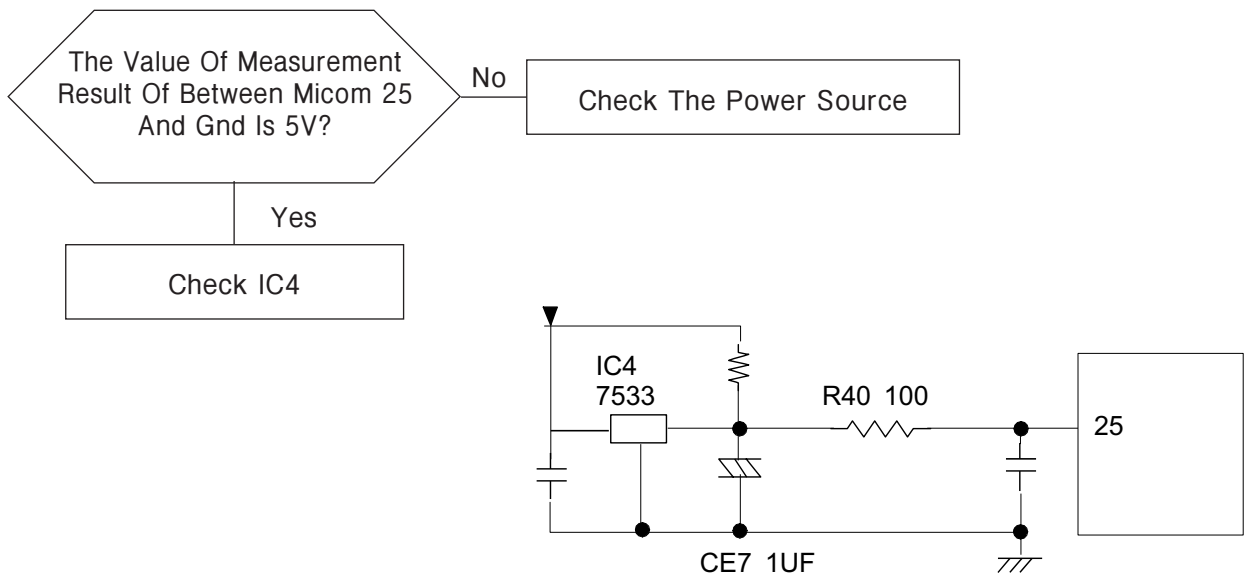 The Value Of Measurement
Result Of Between Micom 25
And Gnd Is 5V?
No
Check The Power Source
Yes
Check IC4
IC4
7533
R40 100
25
CE7 1UF